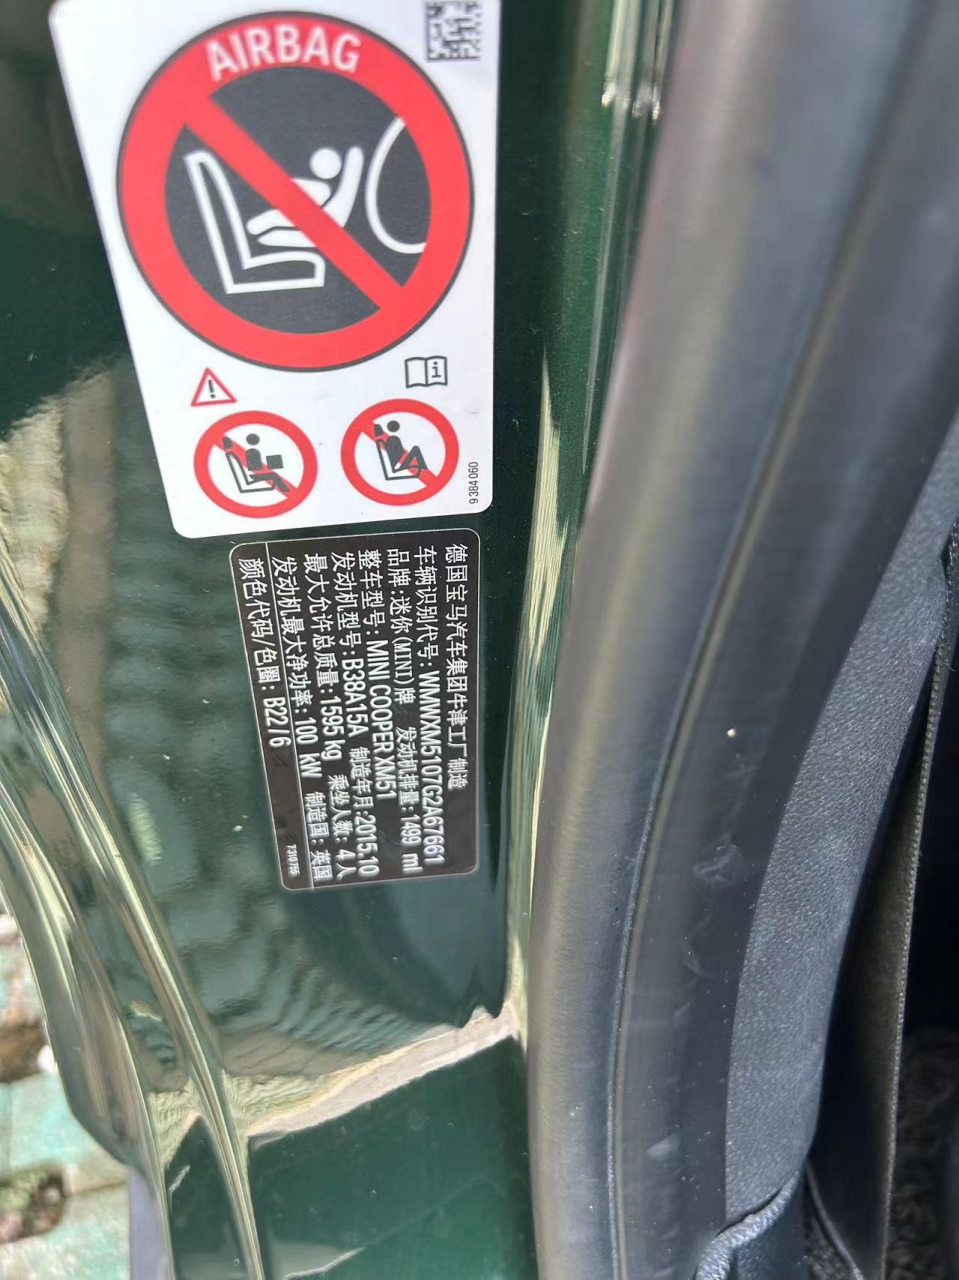 AIRBAG
9384060
德国宝马汽车集团牛津工厂制造
车辆识别代号：WMWXM5107G2A67661
品牌:迷你(MINI)牌 发动机排量:1499 ml
整车型号：MINI COOPER XM51
发动机型号:B38A15A 制造年月:2015.10
最大允许总质量:1595 kg 乘坐人数：4人
发动机最大净功率：100 kW 制造国：英国
颜色代码/色圈：B22/6
7310755